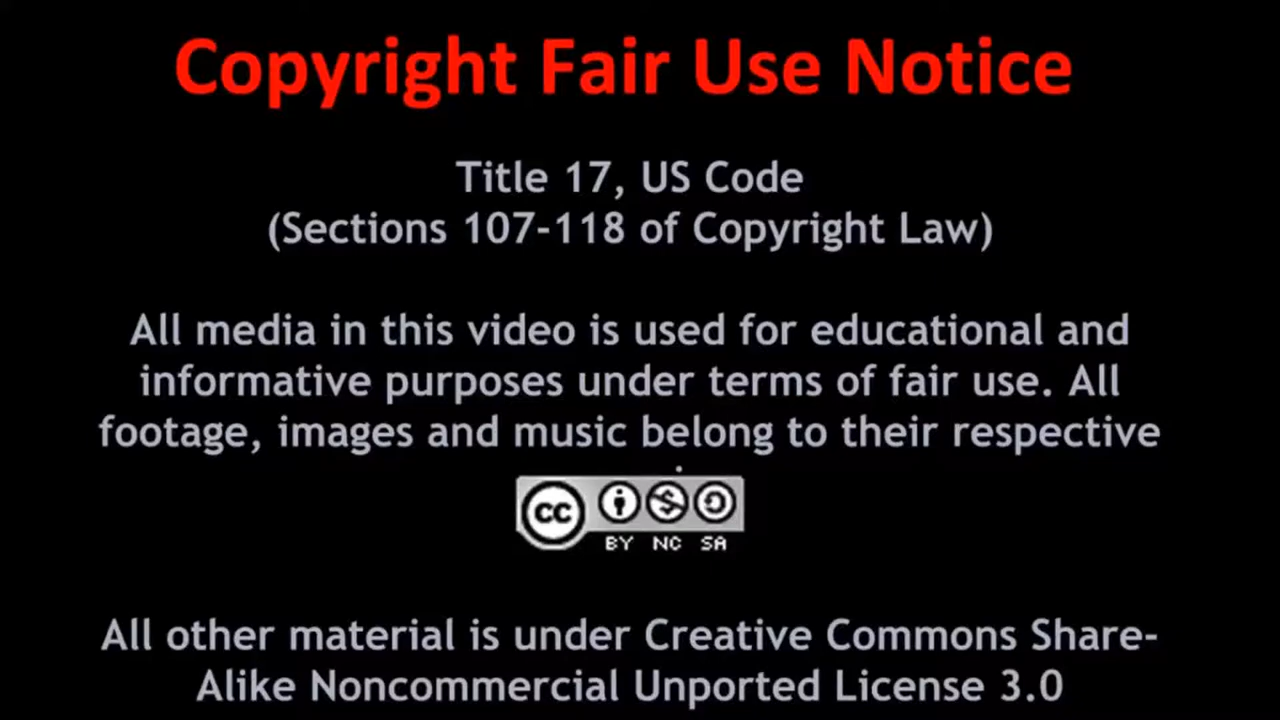 Copyright Fair Use Notice
Title 17, US Code
(Sections 107-118 of Copyright Law)
All media in this video is used for educational and
informative purposes under terms of fair use. All
footage, images and music belong to their respective
.
cc
BY NC SA
All other material is under Creative Commons Share-
Alike Noncommercial Unported License 3.0